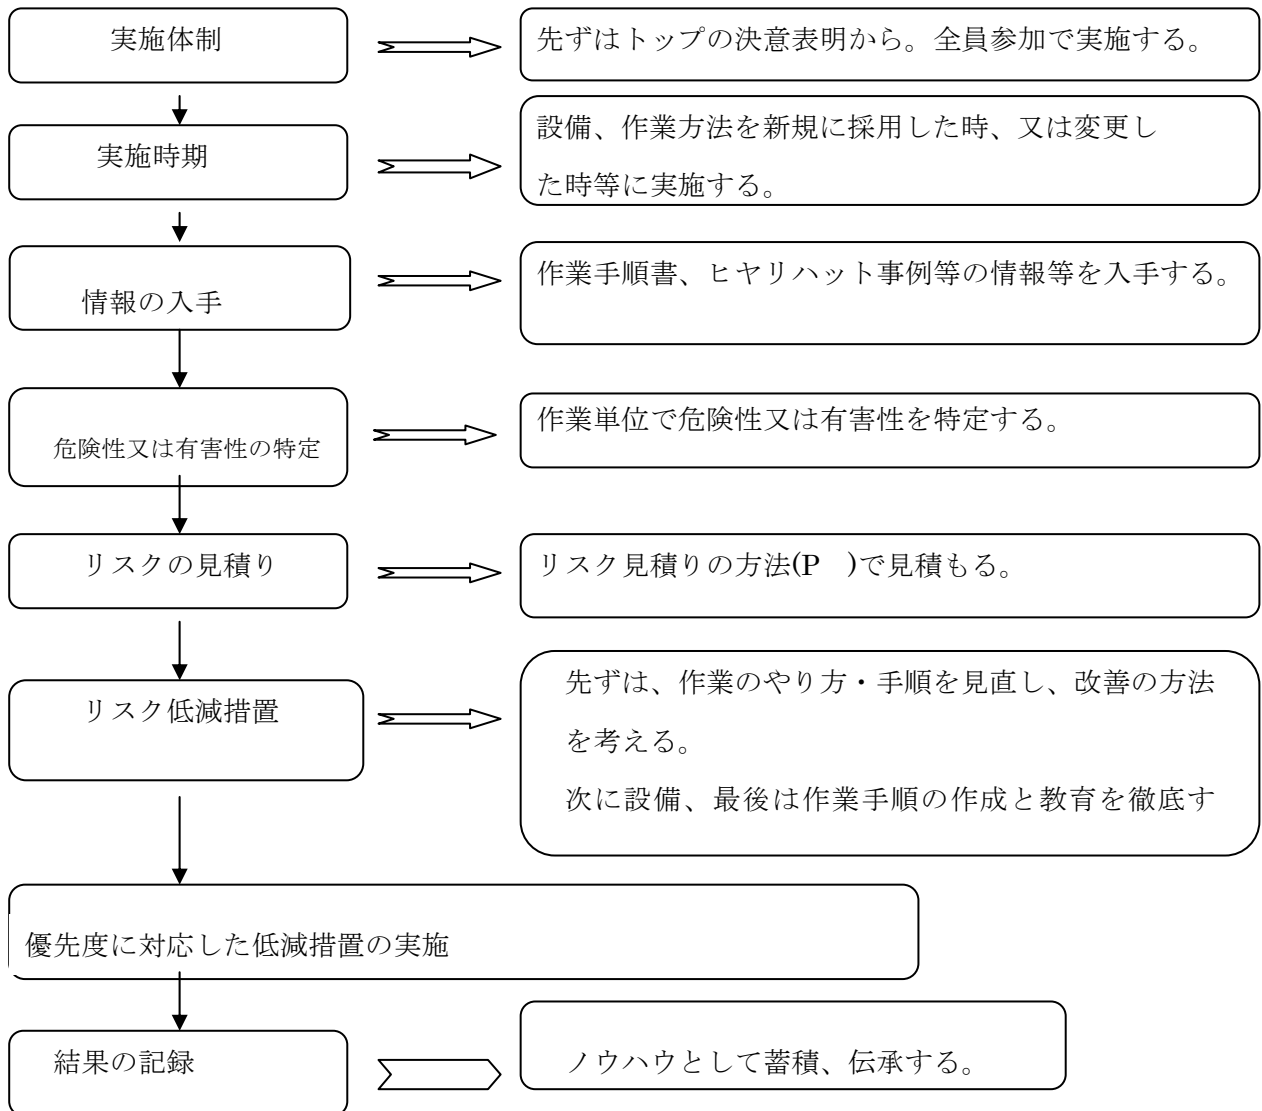 実施体制
先ずはトップの決意表明から。全員参加で実施する。
実施時期
設備、作業方法を新規に採用した時、又は変更し
た時等に実施する。
情報の入手
作業手順書、ヒヤリハット事例等の情報等を入手する。
危険性又は有害性の特定
作業単位で危険性又は有害性を特定する。
リスクの見積り
リスク見積りの方法(P　)で見積もる。
リスク低減措置
先ずは、作業のやり方・手順を見直し、改善の方法
を考える。
次に設備、最後は作業手順の作成と教育を徹底す
優先度に対応した低減措置の実施
結果の記録
ノウハウとして蓄積、伝承する。